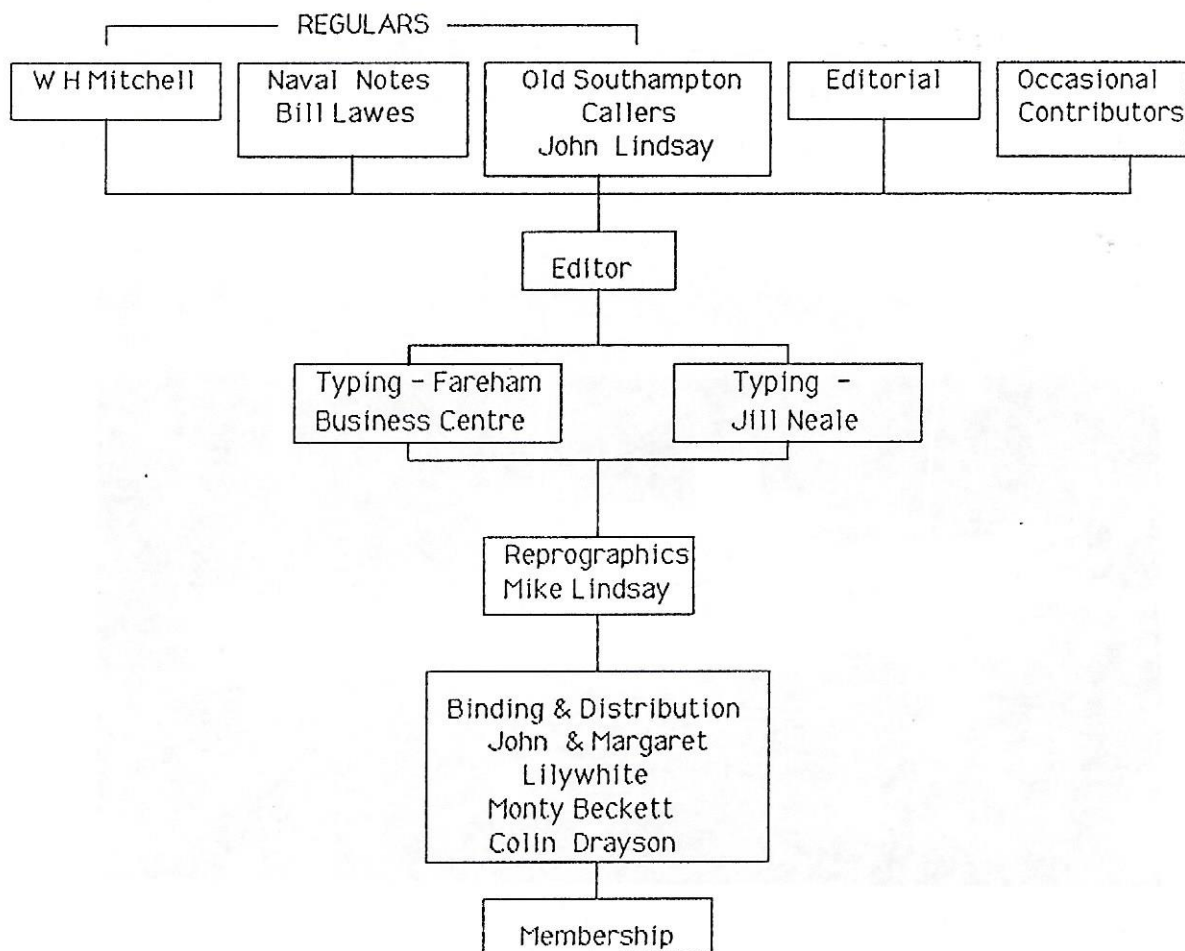 REGULARS
W H Mitchell
Naval Notes
Bill Lawes
Old Southampton
Callers
John Lindsay
Editorial
Occasional
Contributors
Editor
Typing - Fareham
Business Centre
Typing -
Jill Neale
Reprographics
Mike Lindsay
Binding & Distribution
John & Margaret
Lilywhite
Monty Beckett
Colin Drayson
Membership